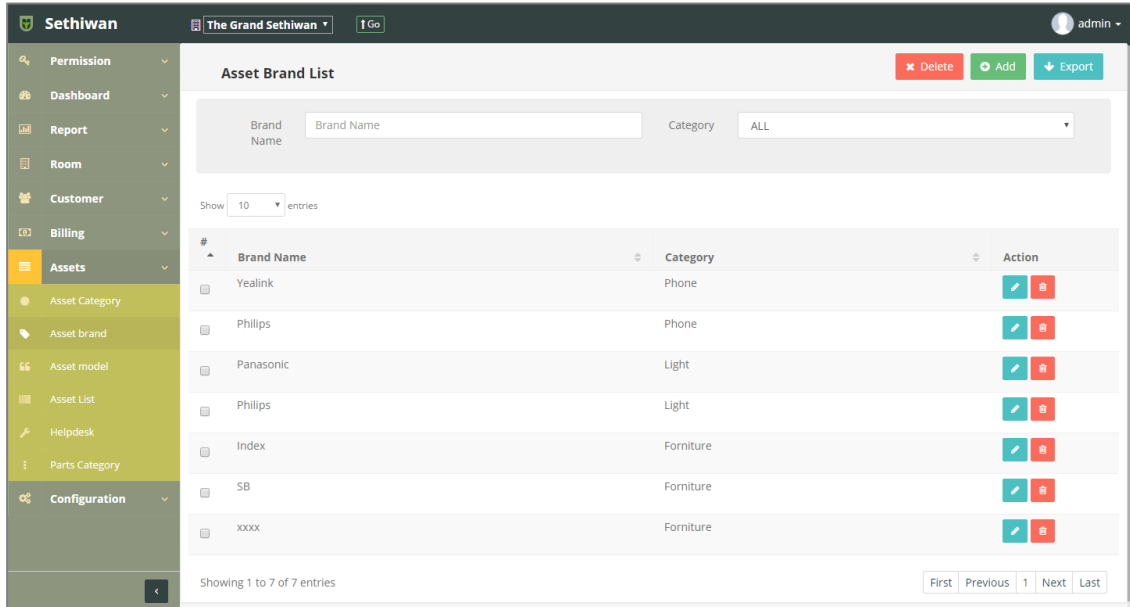 Sethiwan
The Grand Sethiwan
Go
admin
Permission
Dashboard
Report
Room
Customer
Billing
Assets
Asset Category
Asset brand
Asset model
Asset List
Helpdesk
Parts Category
Configuration
Asset Brand List
Delete
Add
Export
Brand Name
Brand Name
Category
ALL
Show 10 entries
# Brand Name Category Action
Yealink Phone
Philips Phone
Panasonic Light
Philips Light
Index Forniture
SB Forniture
xxxx Forniture
Showing 1 to 7 of 7 entries
First Previous 1 Next Last